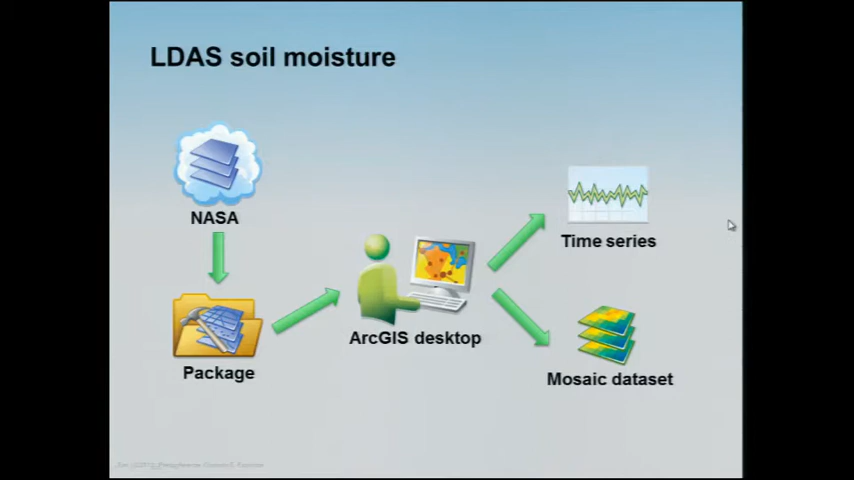 LDAS soil moisture
NASA
Time series
ArcGIS desktop
Package
Mosaic dataset